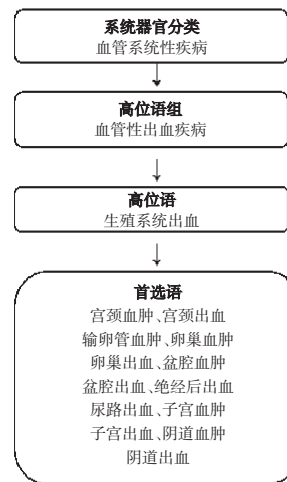 系统器官分类
血管系统性疾病
高位语组
血管性出血疾病
高位语
生殖系统出血
首选语
宫颈血肿、宫颈出血
输卵管血肿、卵巢血肿
卵巢出血、盆腔血肿
盆腔出血、绝经后出血
尿路出血、子宫血肿
子宫出血、阴道血肿
阴道出血